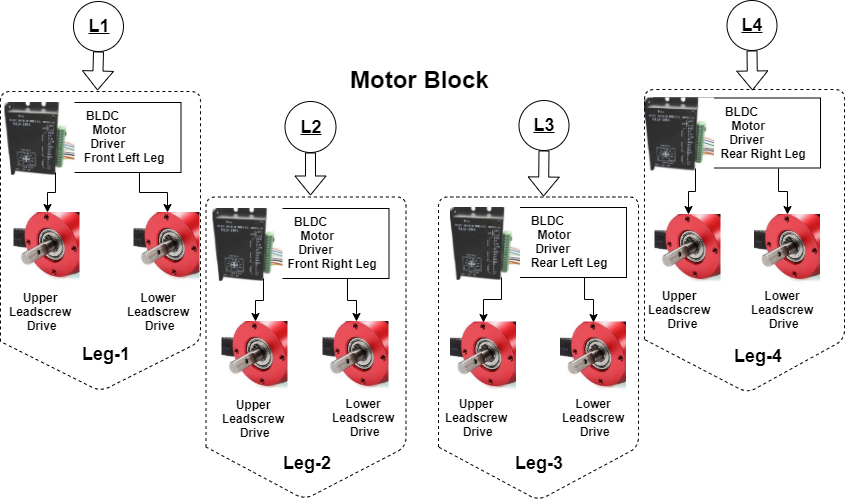 L1
L4
Motor Block
L2
L3
BLDC
Motor
Driver
Front Left Leg
BLDC
Motor
Driver
Rear Right Leg
BLDC
Motor
Driver
Front Right Leg
BLDC
Motor
Driver
Rear Left Leg
Upper
Leadscrew
Drive
Lower
Leadscrew
Drive
Leg-1
Upper
Leadscrew
Drive
Lower
Leadscrew
Drive
Leg-2
Upper
Leadscrew
Drive
Lower
Leadscrew
Drive
Leg-3
Upper
Leadscrew
Drive
Lower
Leadscrew
Drive
Leg-4